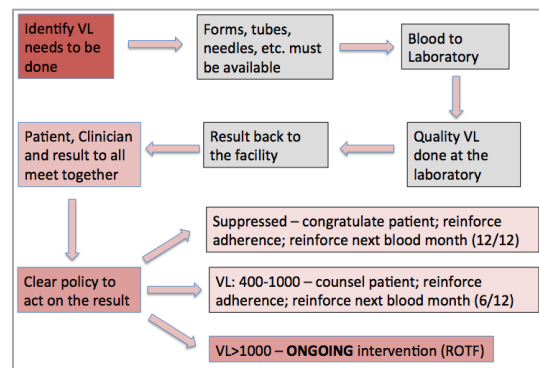 Identify VL
needs to be
done
Forms, tubes,
needles, etc. must
be available
Blood to
Laboratory
Patient, Clinician
and result to all
meet together
Result back to
the facility
Quality VL
done at the
laboratory
Suppressed – congratulate patient; reinforce
adherence; reinforce next blood month (12/12)
Clear policy to
act on the result
VL: 400-1000 – counsel patient; reinforce
adherence; reinforce next blood month (6/12)
VL>1000 – ONGOING intervention (ROTF)